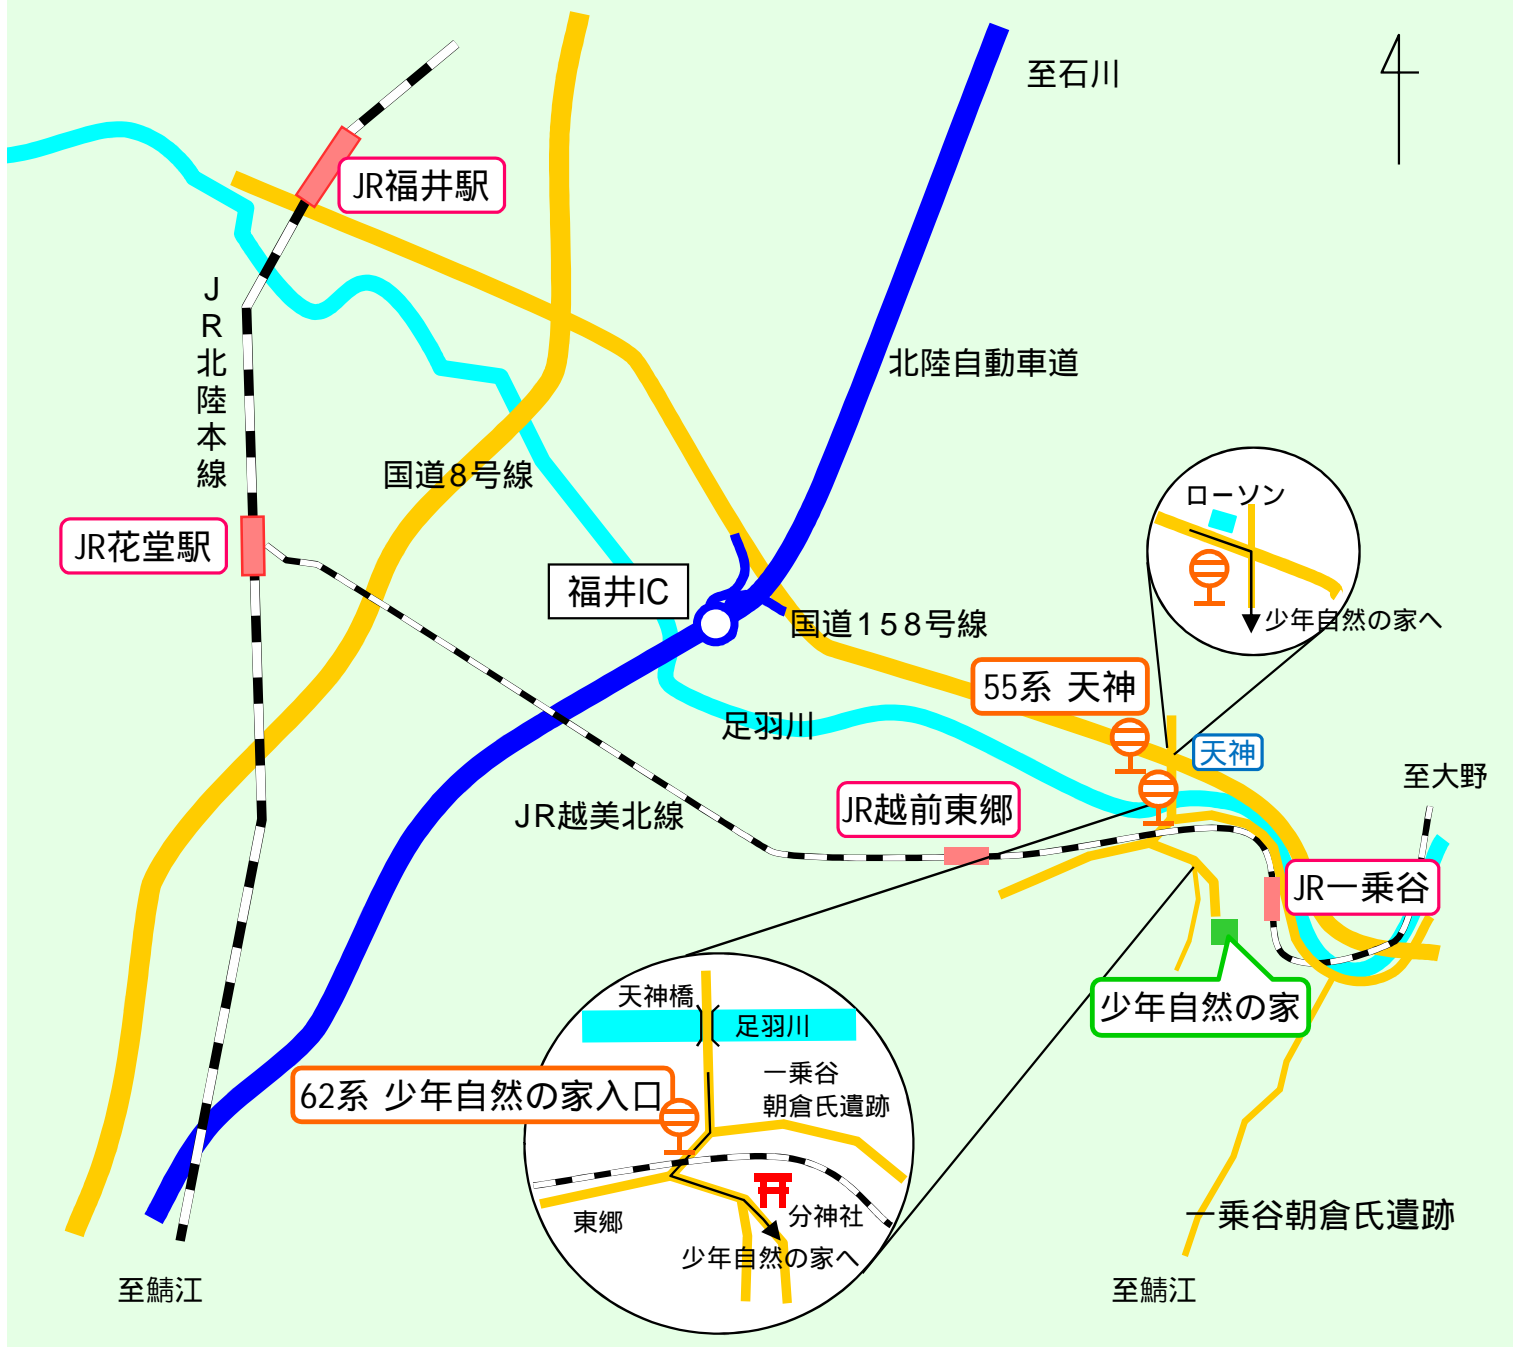 至石川
JR福井駅
JR北陸本線
北陸自動車道
国道8号線
ローソン
JR花堂駅
福井IC
国道158号線
少年自然の家へ
55系 天神
足羽川
天神
至大野
JR越美北線
JR越前東郷
JR一乗谷
天神橋
足羽川
少年自然の家
一乗谷
朝倉氏遺跡
62系 少年自然の家入口
東郷
分神社
少年自然の家へ
一乗谷朝倉氏遺跡
至鯖江
至鯖江